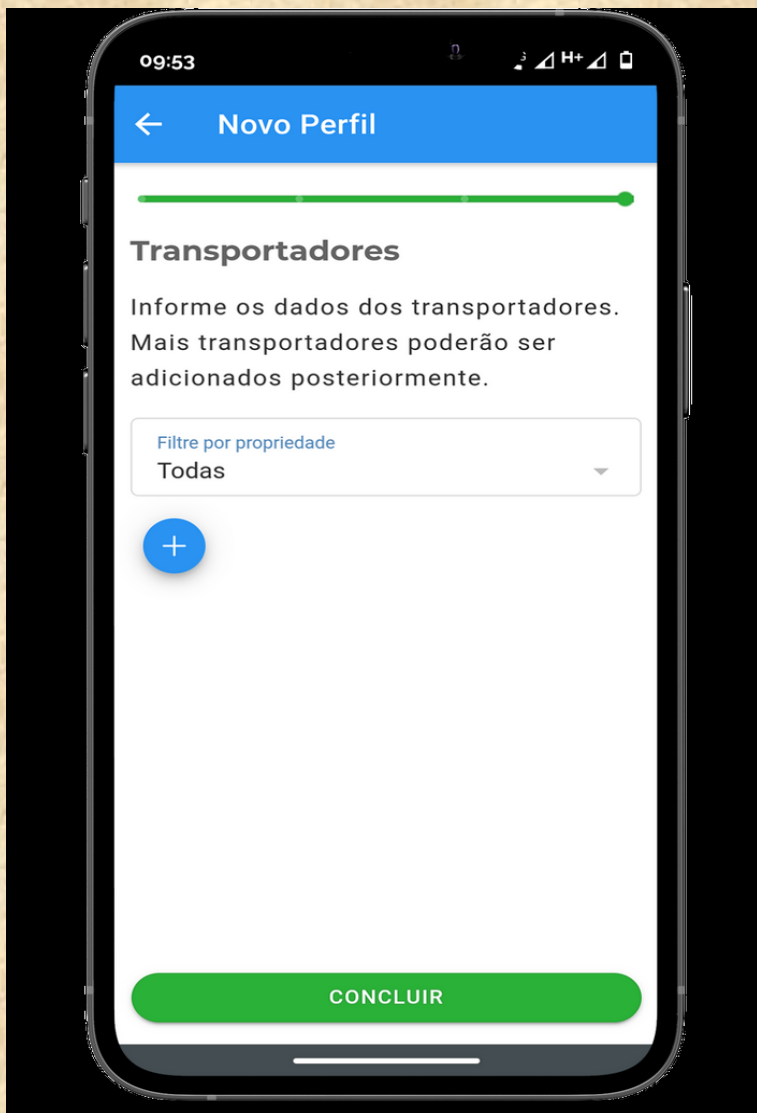 09:53
H+
Novo Perfil
Transportadores
Informe os dados dos transportadores.
Mais transportadores poderão ser
adicionados posteriormente.
Filtre por propriedade
Todas
+
CONCLUIR